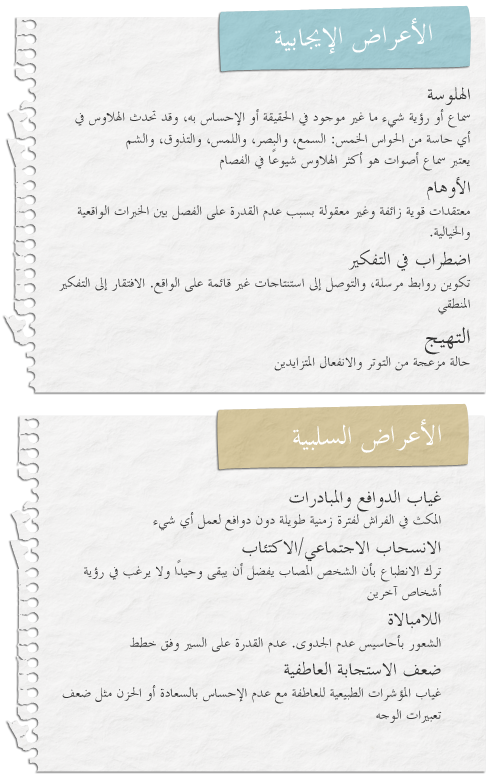 الأعراض الإيجابية
الهلوسة
سماع أو رؤية شيء ما غير موجود في الحقيقة أو الإحساس به، وقد تحدث الهلاوس في
أي حاسة من الحواس الخمس: السمع، والبصر، واللمس، والتذوق، والشم
يعتبر سماع أصوات هو أكثر الهلاوس شيوعًا في الفصام
الأوهام
معتقدات قوية زائفة وغير معقولة بسبب عدم القدرة على الفصل بين الخبرات الواقعية
والخيالية.
اضطراب في التفكير
تكوين روابط مرسلة، والتوصل إلى استنتاجات غير قائمة على الواقع. الافتقار إلى التفكير
المنطقي
التهيج
حالة مزعجة من التوتر والانفعال المتزايدين
الأعراض السلبية
غياب الدوافع والمبادرات
المكث في الفراش لفترة زمنية طويلة دون دوافع لعمل أي شيء
الانسحاب الاجتماعي/الاكتئاب
ترك الانطباع بأن الشخص المصاب يفضل أن يبقى وحيدًا ولا يرغب في رؤية
أشخاص آخرين
اللامبالاة
الشعور بأحاسيس عدم الجدوى. عدم القدرة على السير وفق خطط
ضعف الاستجابة العاطفية
غياب المؤشرات الطبيعية للعاطفة مع عدم الإحساس بالسعادة أو الحزن مثل ضعف
تعبيرات الوجه